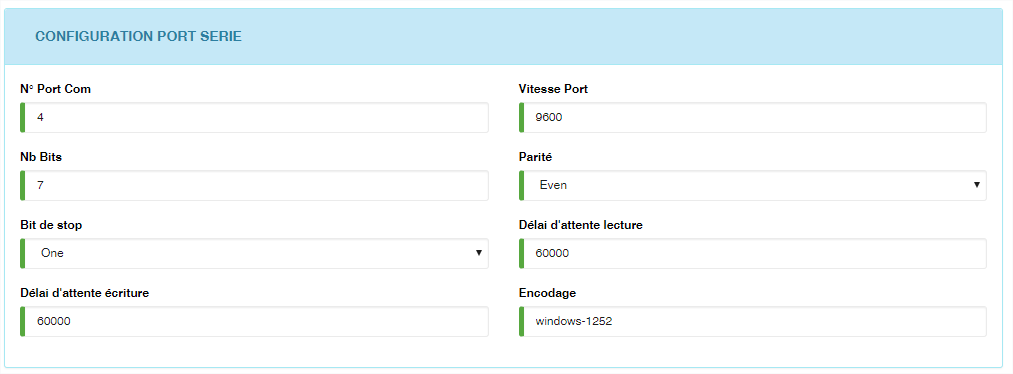 CONFIGURATION PORT SERIE
N° Port Com
Vitesse Port
4
9600
Nb Bits
Parité
7
Even
Bit de stop
Délai d'attente lecture
One
60000
Délai d'attente écriture
Encodage
60000
windows-1252